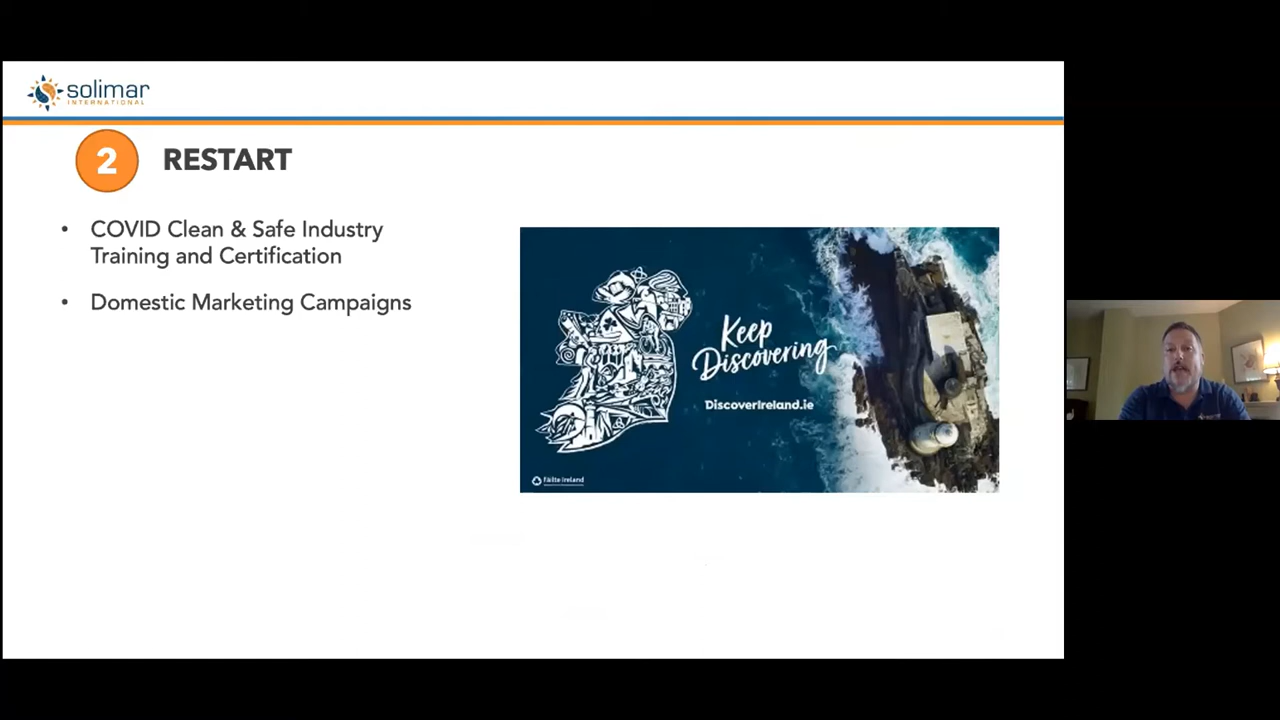 solimar
INTERNATIONAL
2
RESTART
• COVID Clean & Safe Industry
Training and Certification
• Domestic Marketing Campaigns
Keep
Discovering
DiscoverIreland.ie
Fáilte Ireland